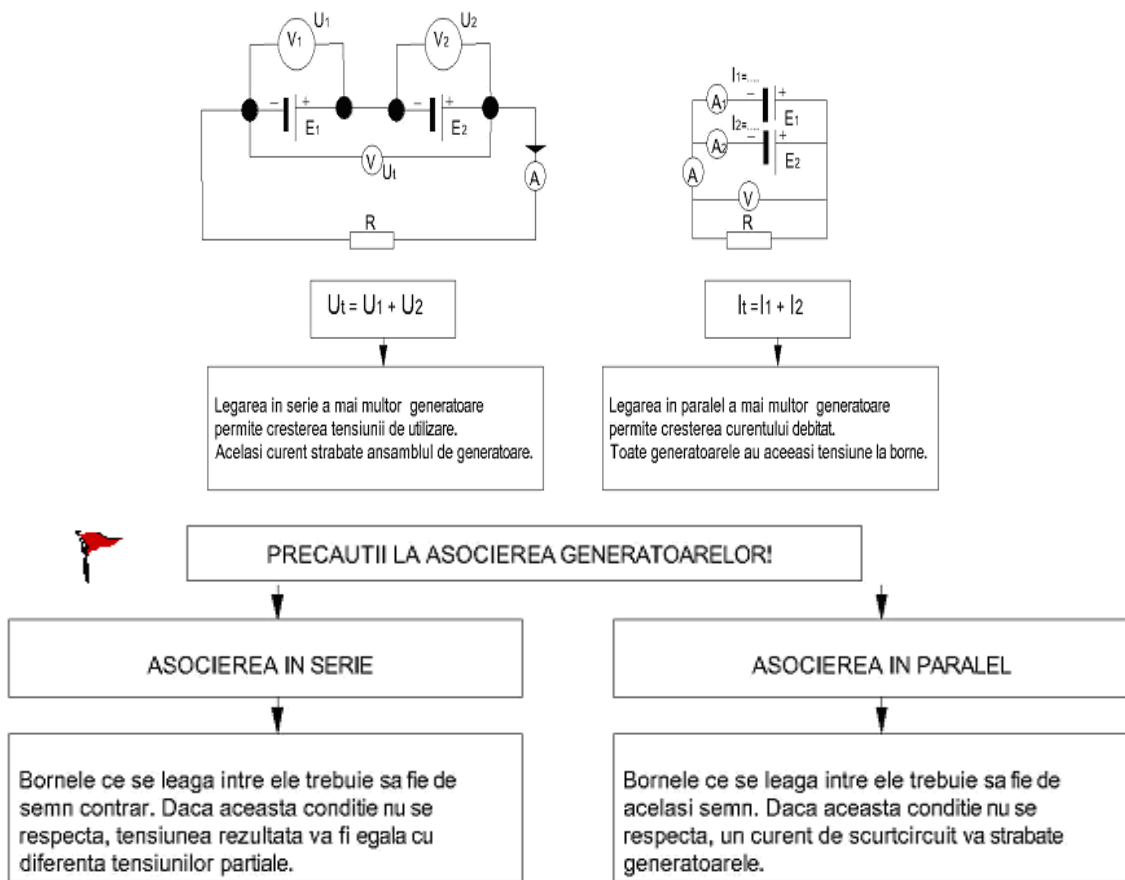 U1
U2
V1
V2
− +
− +
E1
E2
V
Ut
A
R
I1=....
− +
A1
E1
I2=....
− +
A2
E2
A
V
R
Ut = U1 + U2
It =I1 + I2
Legarea in serie a mai multor generatoare
permite cresterea tensiunii de utilizare.
Acelasi curent strabate ansamblul de generatoare.
Legarea in paralel a mai multor generatoare
permite cresterea curentului debitat.
Toate generatoarele au aceeasi tensiune la borne.
PRECAUTII LA ASOCIEREA GENERATOARELOR!
ASOCIEREA IN SERIE
ASOCIEREA IN PARALEL
Bornele ce se leaga intre ele trebuie sa fie de
semn contrar. Daca aceasta conditie nu se
respecta, tensiunea rezultata va fi egala cu
diferenta tensiunilor partiale.
Bornele ce se leaga intre ele trebuie sa fie de
acelasi semn. Daca aceasta conditie nu se
respecta, un curent de scurtcircuit va strabate
generatoarele.